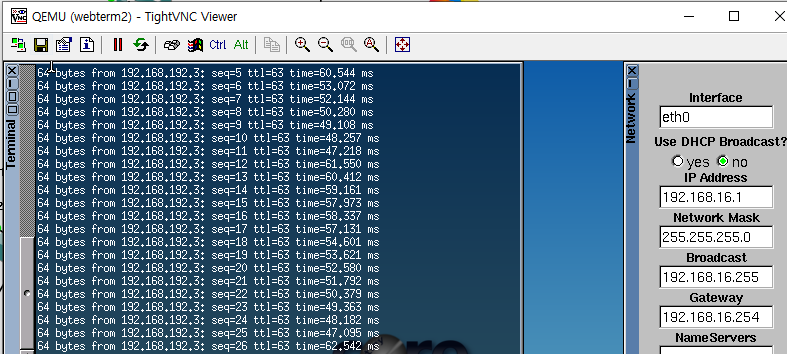 QEMU (webterm2) - TightVNC Viewer
Ctrl Alt
Terminal
64 bytes from 192.168.192.3: seq=5 ttl=63 time=60.544 ms
64 bytes from 192.168.192.3: seq=6 ttl=63 time=53.072 ms
64 bytes from 192.168.192.3: seq=7 ttl=63 time=52.144 ms
64 bytes from 192.168.192.3: seq=8 ttl=63 time=50.280 ms
64 bytes from 192.168.192.3: seq=9 ttl=63 time=49.108 ms
64 bytes from 192.168.192.3: seq=10 ttl=63 time=48.257 ms
64 bytes from 192.168.192.3: seq=11 ttl=63 time=47.218 ms
64 bytes from 192.168.192.3: seq=12 ttl=63 time=61.550 ms
64 bytes from 192.168.192.3: seq=13 ttl=63 time=60.412 ms
64 bytes from 192.168.192.3: seq=14 ttl=63 time=59.161 ms
64 bytes from 192.168.192.3: seq=15 ttl=63 time=57.973 ms
64 bytes from 192.168.192.3: seq=16 ttl=63 time=58.337 ms
64 bytes from 192.168.192.3: seq=17 ttl=63 time=57.131 ms
64 bytes from 192.168.192.3: seq=18 ttl=63 time=54.601 ms
64 bytes from 192.168.192.3: seq=19 ttl=63 time=53.621 ms
64 bytes from 192.168.192.3: seq=20 ttl=63 time=52.580 ms
64 bytes from 192.168.192.3: seq=21 ttl=63 time=51.792 ms
64 bytes from 192.168.192.3: seq=22 ttl=63 time=50.379 ms
64 bytes from 192.168.192.3: seq=23 ttl=63 time=49.363 ms
64 bytes from 192.168.192.3: seq=24 ttl=63 time=48.182 ms
64 bytes from 192.168.192.3: seq=25 ttl=63 time=47.095 ms
64 bytes from 192.168.192.3: seq=26 ttl=63 time=62.542 ms
Network
Interface
eth0
Use DHCP Broadcast?
yes no
IP Address
192.168.16.1
Network Mask
255.255.255.0
Broadcast
192.168.16.255
Gateway
192.168.16.254
NameServers